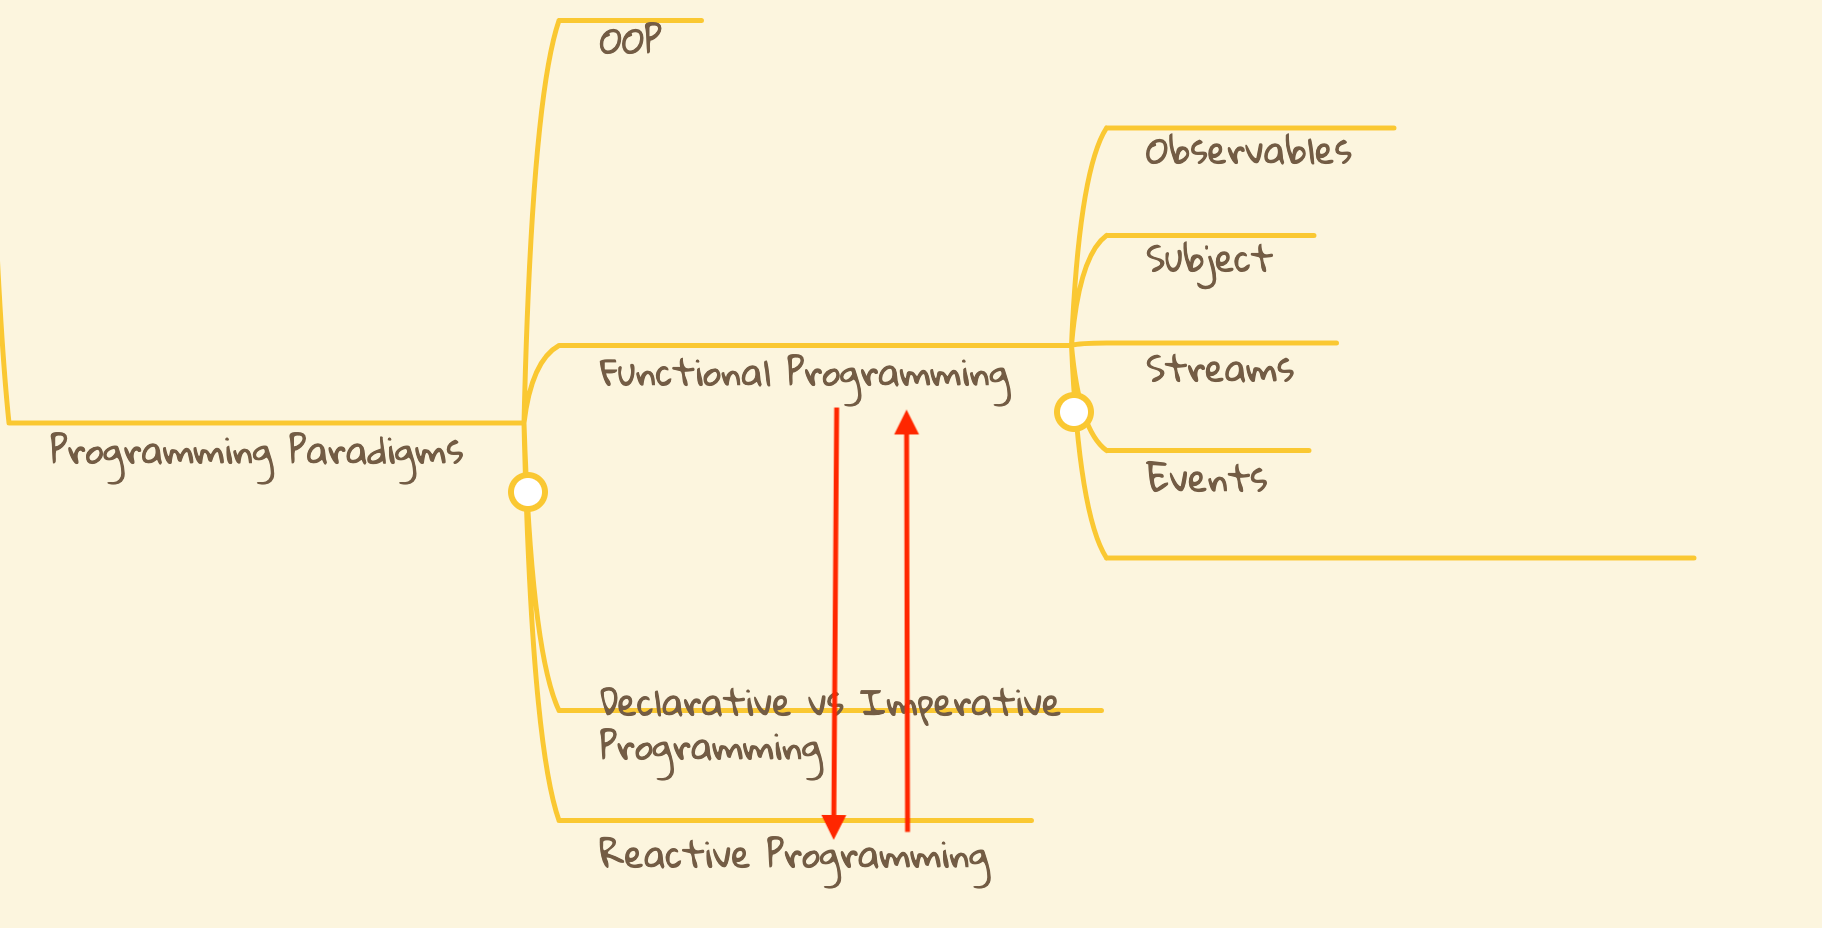 OOP
Observables
Subject
Streams
Functional Programming
Programming Paradigms
Events
Declarative vs Imperative
Programming
Reactive Programming